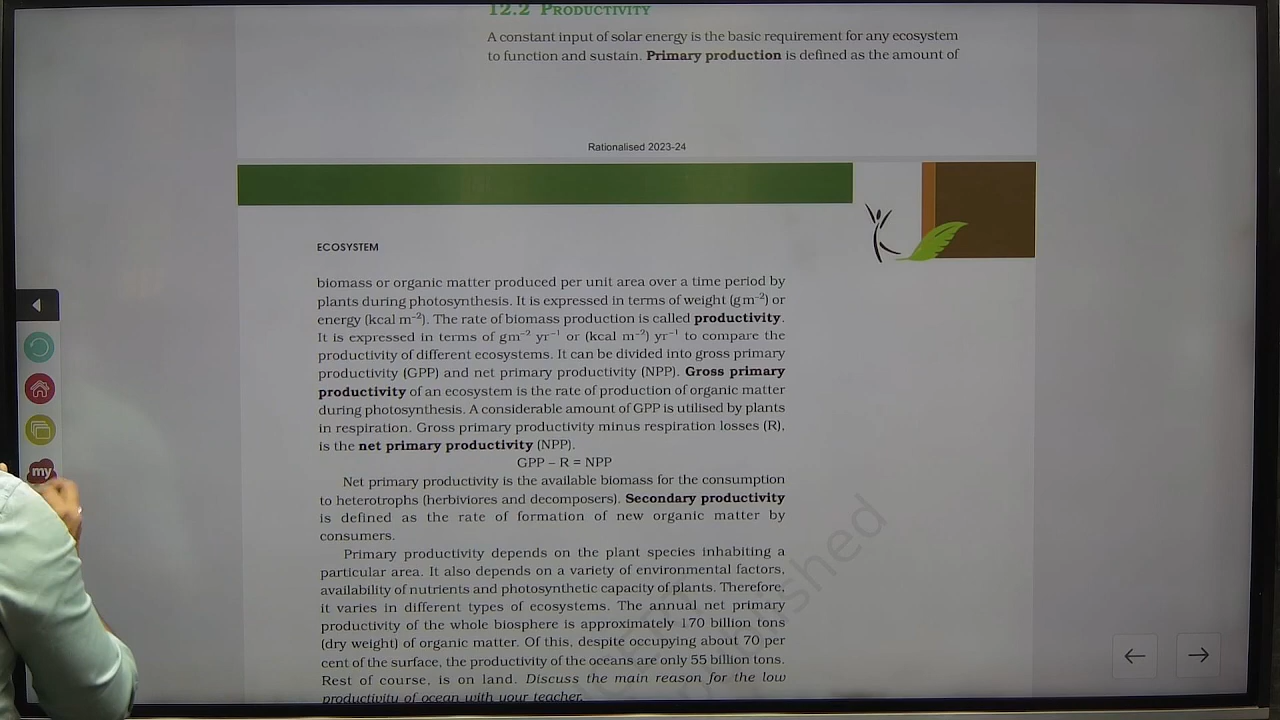 12.2 PRODUCTIVITY
A constant input of solar energy is the basic requirement for any ecosystem
to function and sustain. Primary production is defined as the amount of
Rationalised 2023-24
ECOSYSTEM
biomass or organic matter produced per unit area over a time period by
plants during photosynthesis. It is expressed in terms of weight (gm⁻²) or
energy (kcal m⁻²). The rate of biomass production is called productivity.
It is expressed in terms of gm⁻² yr⁻¹ or (kcal m⁻²) yr⁻¹ to compare the
productivity of different ecosystems. It can be divided into gross primary
productivity (GPP) and net primary productivity (NPP). Gross primary
productivity of an ecosystem is the rate of production of organic matter
during photosynthesis. A considerable amount of GPP is utilised by plants
in respiration. Gross primary productivity minus respiration losses (R),
is the net primary productivity (NPP).
GPP – R = NPP
Net primary productivity is the available biomass for the consumption
to heterotrophs (herbiviores and decomposers). Secondary productivity
is defined as the rate of formation of new organic matter by
consumers.
Primary productivity depends on the plant species inhabiting a
particular area. It also depends on a variety of environmental factors,
availability of nutrients and photosynthetic capacity of plants. Therefore,
it varies in different types of ecosystems. The annual net primary
productivity of the whole biosphere is approximately 170 billion tons
(dry weight) of organic matter. Of this, despite occupying about 70 per
cent of the surface, the productivity of the oceans are only 55 billion tons.
Rest of course, is on land. Discuss the main reason for the low
productivity of ocean with your teacher.
my